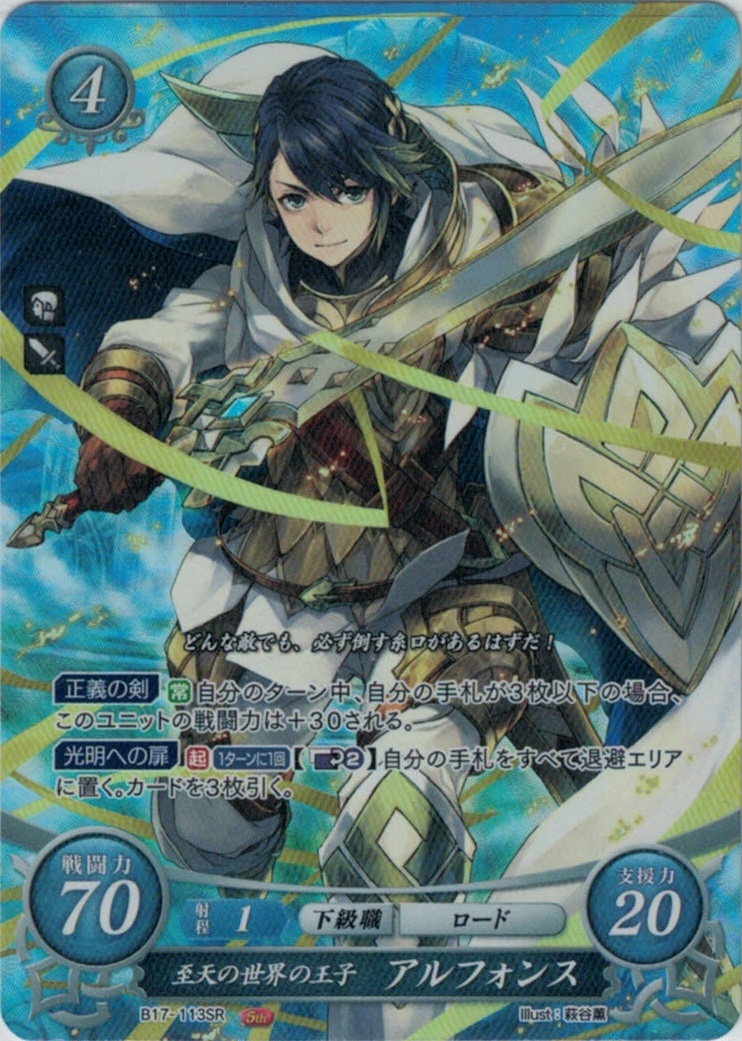 4
どんな敵でも、必ず倒す糸口があるはずだ!
正義の剣 常 自分のターン中、自分の手札が3枚以下の場合、
このユニットの戦闘力は+30される。
光明への扉 起 1ターンに1回【2】自分の手札をすべて退避エリア
に置く。カードを3枚引く。
戦闘力
70
射程 1 下級職 ロード
支援力
20
至天の世界の王子 アルフォンス
B17-113SR 5th Illust:萩谷薫